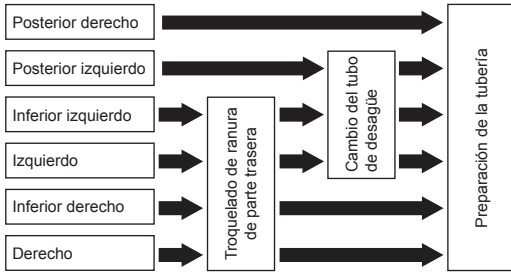 Posterior derecho
Posterior izquierdo
Inferior izquierdo
Izquierdo
Inferior derecho
Derecho
Troquelado de ranura
de parte trasera
Cambio del tubo
de desagüe
Preparación de la tubería